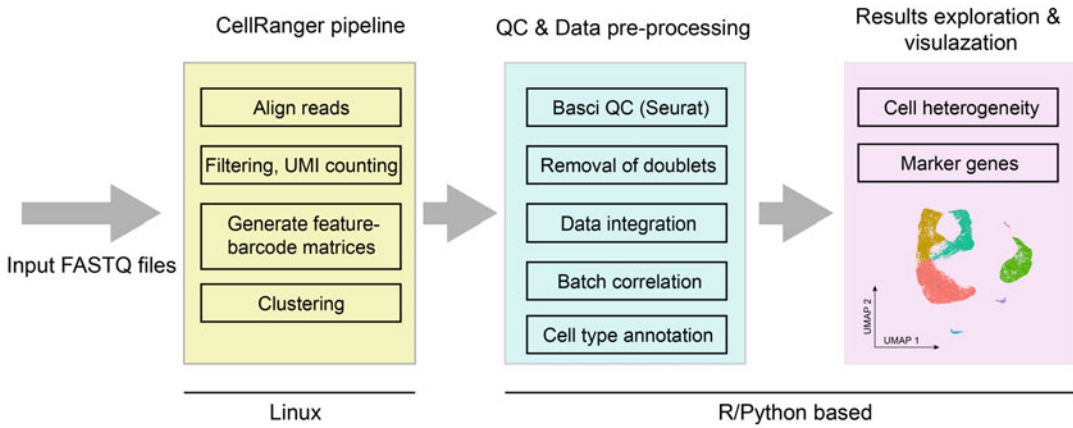 CellRanger pipeline
QC & Data pre-processing
Results exploration &
visulazation
Input FASTQ files
Align reads
Filtering, UMI counting
Generate feature-
barcode matrices
Clustering
Basci QC (Seurat)
Removal of doublets
Data integration
Batch correlation
Cell type annotation
Cell heterogeneity
Marker genes
UMAP 2
UMAP 1
Linux
R/Python based